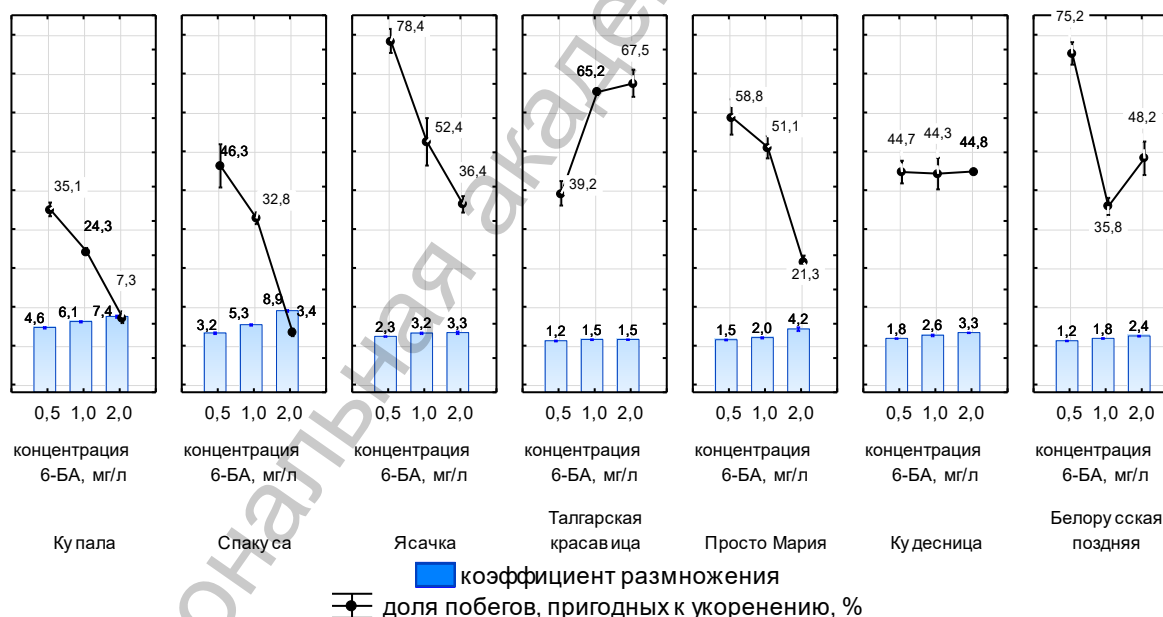 35,1
24,3
7,3
4,6
6,1
7,4
46,3
32,8
3,4
3,2
5,3
8,9
78,4
52,4
36,4
2,3
3,2
3,3
39,2
65,2
67,5
1,2
1,5
1,5
58,8
51,1
21,3
1,5
2,0
4,2
44,7
44,3
44,8
1,8
2,6
3,3
75,2
35,8
48,2
1,2
1,8
2,4
0,5 1,0 2,0
0,5 1,0 2,0
0,5 1,0 2,0
0,5 1,0 2,0
0,5 1,0 2,0
0,5 1,0 2,0
0,5 1,0 2,0
концентрация
6-БА, мг/л
концентрация
6-БА, мг/л
концентрация
6-БА, мг/л
концентрация
6-БА, мг/л
концентрация
6-БА, мг/л
концентрация
6-БА, мг/л
концентрация
6-БА, мг/л
Купала
Спакуса
Ясачка
Талгарская
красавица
Просто Мария
Кудесница
Белорусская
поздняя
коэффициент размножения
доля побегов, пригодных к укоренению, %